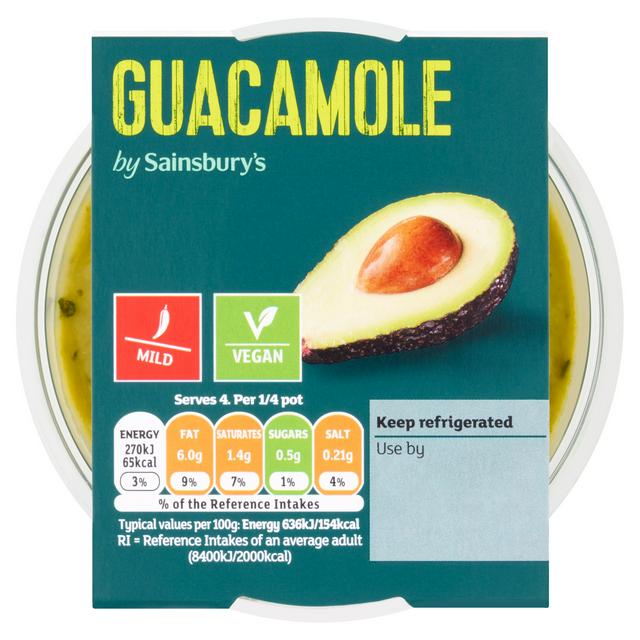 GUACAMOLE
by Sainsbury's
MILD
VEGAN
Serves 4. Per 1/4 pot
ENERGY
270kJ
65kcal
3%
FAT
6.0g
9%
SATURATES
1.4g
7%
SUGARS
0.5g
1%
SALT
0.21g
4%
% of the Reference Intakes
Typical values per 100g: Energy 636kJ/154kcal
RI = Reference Intakes of an average adult
(8400kJ/2000kcal)
Keep refrigerated
Use by